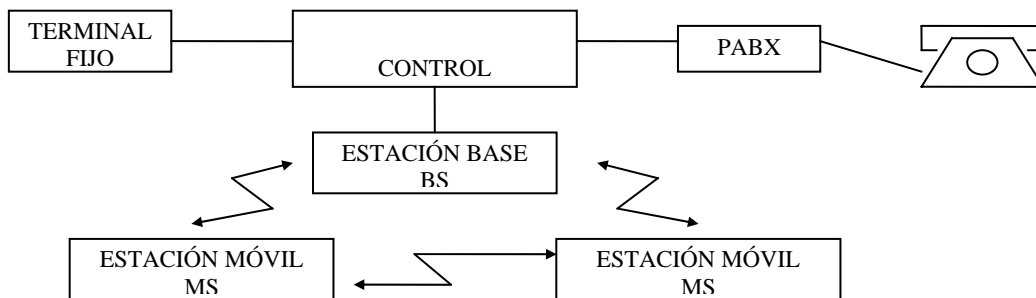 TERMINAL
FIJO
CONTROL
PABX
ESTACIÓN BASE
BS
ESTACIÓN MÓVIL
MS
ESTACIÓN MÓVIL
MS